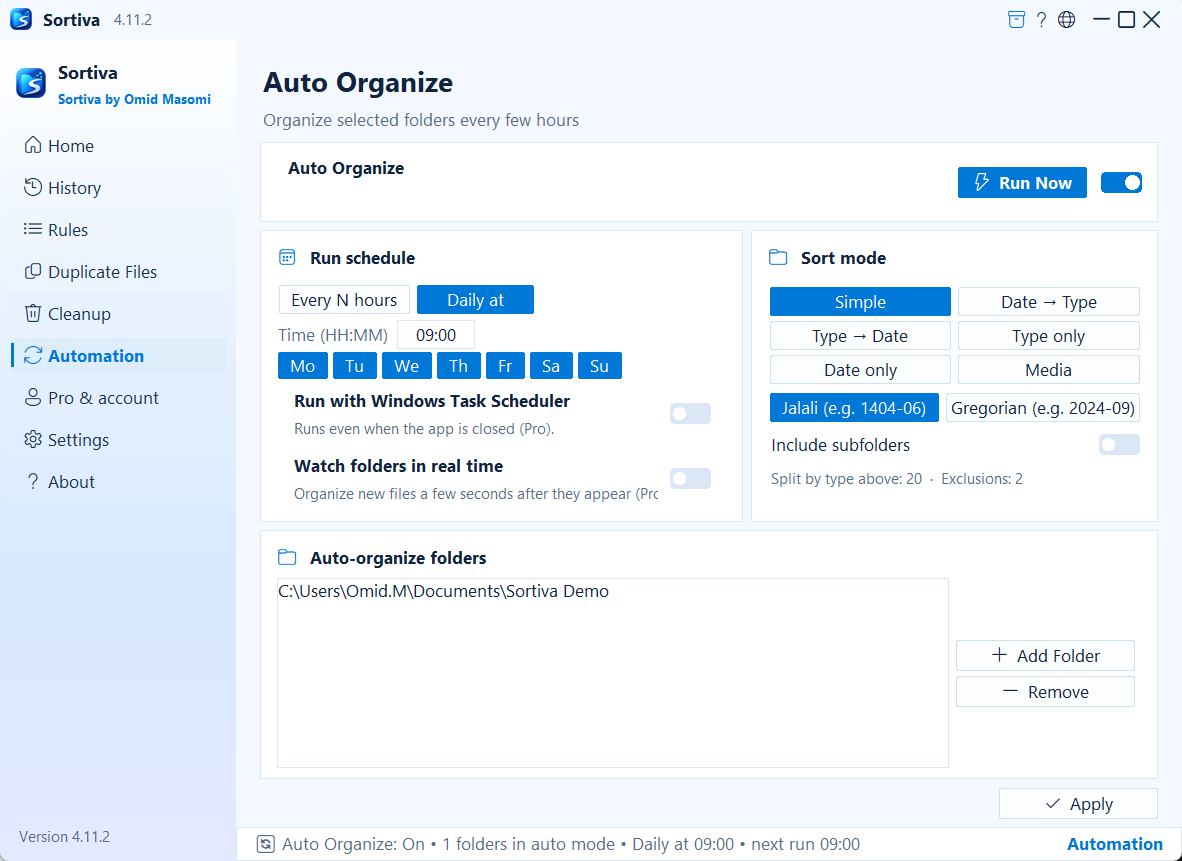 Sortiva 4.11.2
Sortiva
Sortiva by Omid Masomi
Home
History
Rules
Duplicate Files
Cleanup
Automation
Pro & account
Settings
? About
Version 4.11.2
Auto Organize
Organize selected folders every few hours
Auto Organize
Run Now
Run schedule
Every N hours Daily at
Time (HH:MM) 09:00
Mo Tu We Th Fr Sa Su
Run with Windows Task Scheduler
Runs even when the app is closed (Pro).
Watch folders in real time
Organize new files a few seconds after they appear (Prc
Sort mode
Simple Date → Type
Type → Date Type only
Date only Media
Jalali (e.g. 1404-06) Gregorian (e.g. 2024-09)
Include subfolders
Split by type above: 20 · Exclusions: 2
Auto-organize folders
C:\Users\Omid.M\Documents\Sortiva Demo
+ Add Folder
− Remove
✓ Apply
Auto Organize: On • 1 folders in auto mode • Daily at 09:00 • next run 09:00
Automation